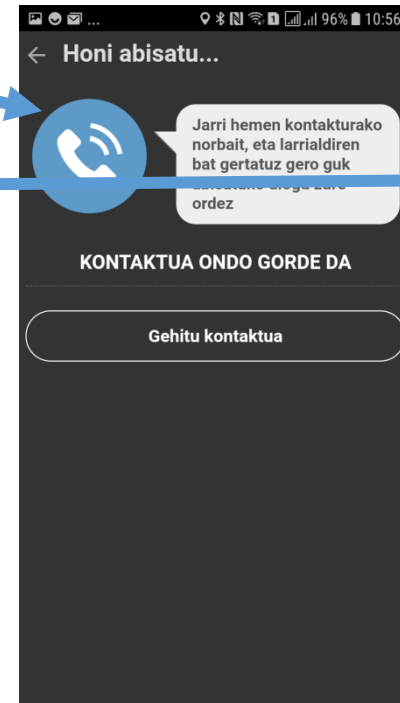 ... 96% 10:56
Honi abisatu...
Jarri hemen kontakturako
norbait, eta larrialdiren
bat gertatuz gero guk
ordez
KONTAKTUA ONDO GORDE DA
Gehitu kontaktua